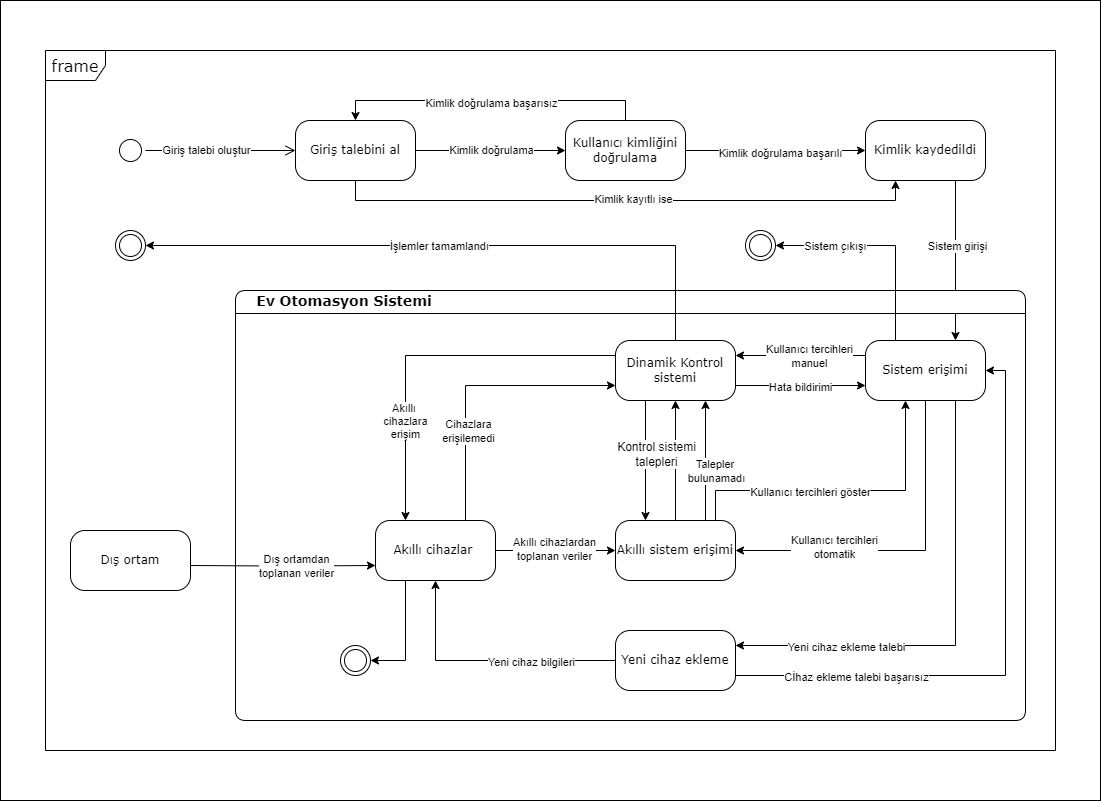 frame
Kimlik doğrulama başarısız
Giriş talebi oluştur
Giriş talebini al
Kimlik doğrulama
Kullanıcı kimliğini
doğrulama
Kimlik doğrulama başarılı
Kimlik kaydedildi
Kimlik kayıtlı ise
İşlemler tamamlandı
Sistem çıkışı
Sistem girişi
Ev Otomasyon Sistemi
Dinamik Kontrol
sistemi
Kullanıcı tercihleri
manuel
Hata bildirimi
Sistem erişimi
Akıllı
cihazlara
erişim
Cihazlara
erişilemedi
Kontrol sistemi
talepleri
Talepler
bulunamadı
Kullanıcı tercihleri göster
Dış ortam
Dış ortamdan
toplanan veriler
Akıllı cihazlar
Akıllı cihazlardan
toplanan veriler
Akıllı sistem erişimi
Kullanıcı tercihleri
otomatik
Yeni cihaz bilgileri
Yeni cihaz ekleme
Yeni cihaz ekleme talebi
Cİhaz ekleme talebi başarısız